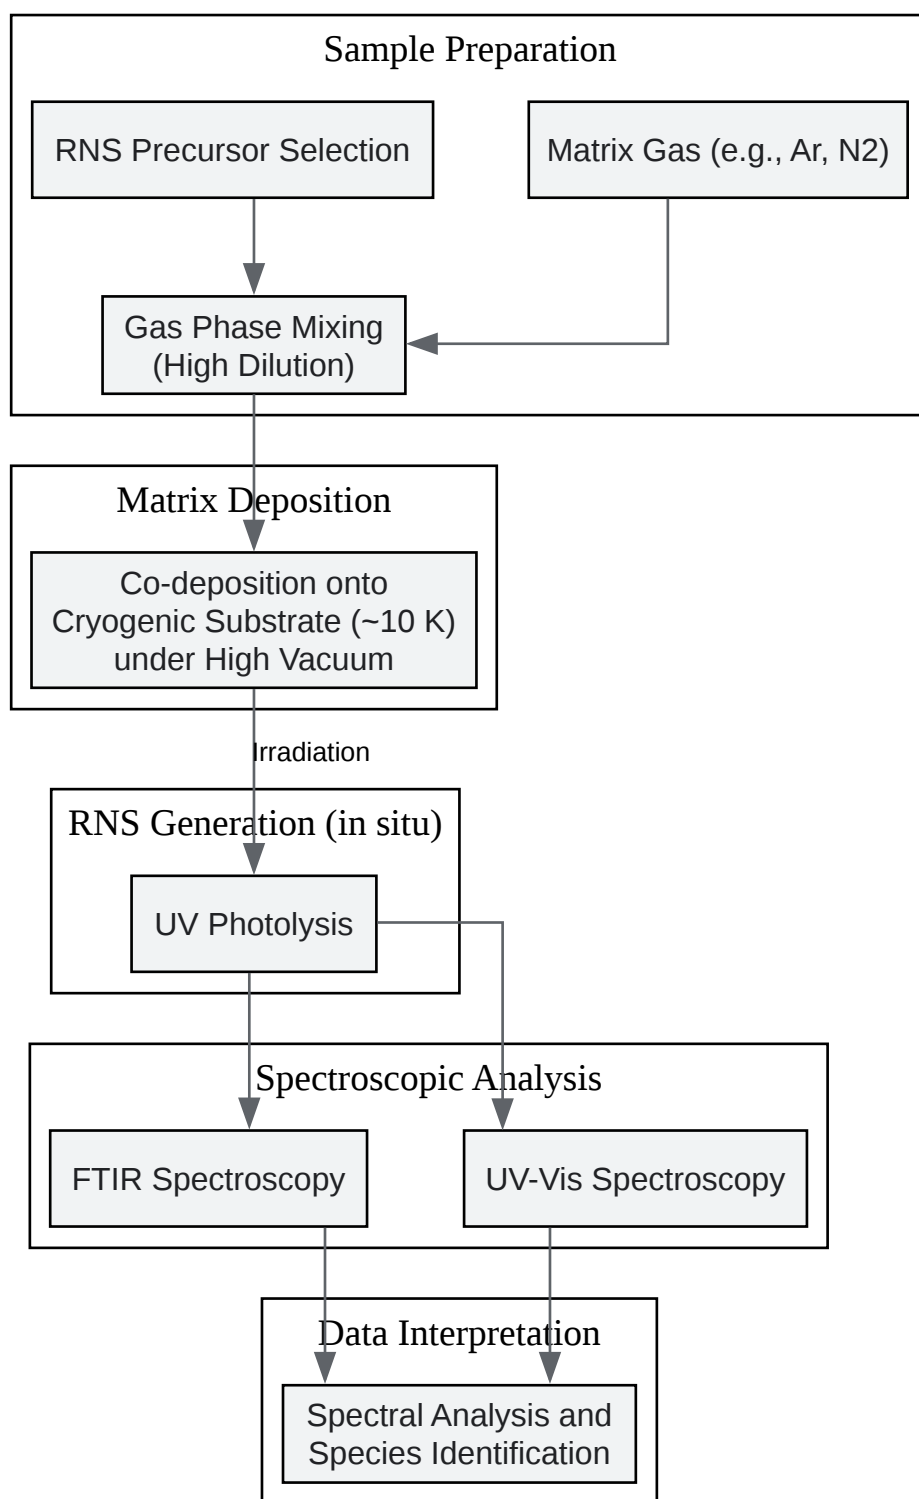 Sample Preparation
RNS Precursor Selection
Matrix Gas (e.g., Ar, N2)
Gas Phase Mixing
(High Dilution)
Matrix Deposition
Co-deposition onto
Cryogenic Substrate (~10 K)
under High Vacuum
Irradiation
RNS Generation (in situ)
UV Photolysis
Spectroscopic Analysis
FTIR Spectroscopy
UV-Vis Spectroscopy
Data Interpretation
Spectral Analysis and
Species Identification